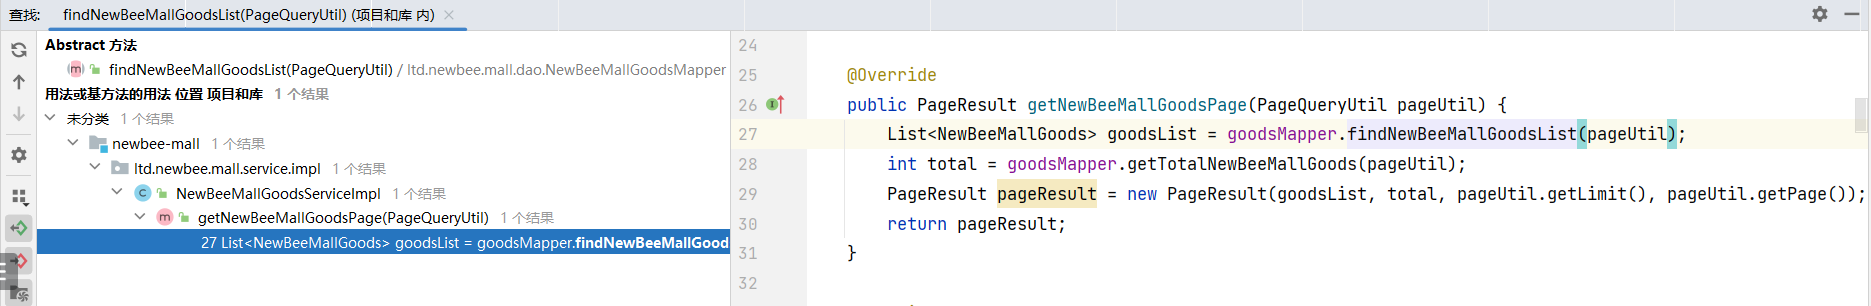 查找: findNewBeeMallGoodsList(PageQueryUtil) (项目和库 内)
Abstract 方法
findNewBeeMallGoodsList(PageQueryUtil) / ltd.newbee.mall.dao.NewBeeMallGoodsMapper
用法或基方法的用法 位置 项目和库 1 个结果
未分类 1 个结果
newbee-mall 1 个结果
ltd.newbee.mall.service.impl 1 个结果
NewBeeMallGoodsServiceImpl 1 个结果
getNewBeeMallGoodsPage(PageQueryUtil) 1 个结果
27 List<NewBeeMallGoods> goodsList = goodsMapper.findNewBeeMallGood
24
25 @Override
26 public PageResult getNewBeeMallGoodsPage(PageQueryUtil pageUtil) {
27 List<NewBeeMallGoods> goodsList = goodsMapper.findNewBeeMallGoodsList(pageUtil);
28 int total = goodsMapper.getTotalNewBeeMallGoods(pageUtil);
29 PageResult pageResult = new PageResult(goodsList, total, pageUtil.getLimit(), pageUtil.getPage());
30 return pageResult;
31 }
32